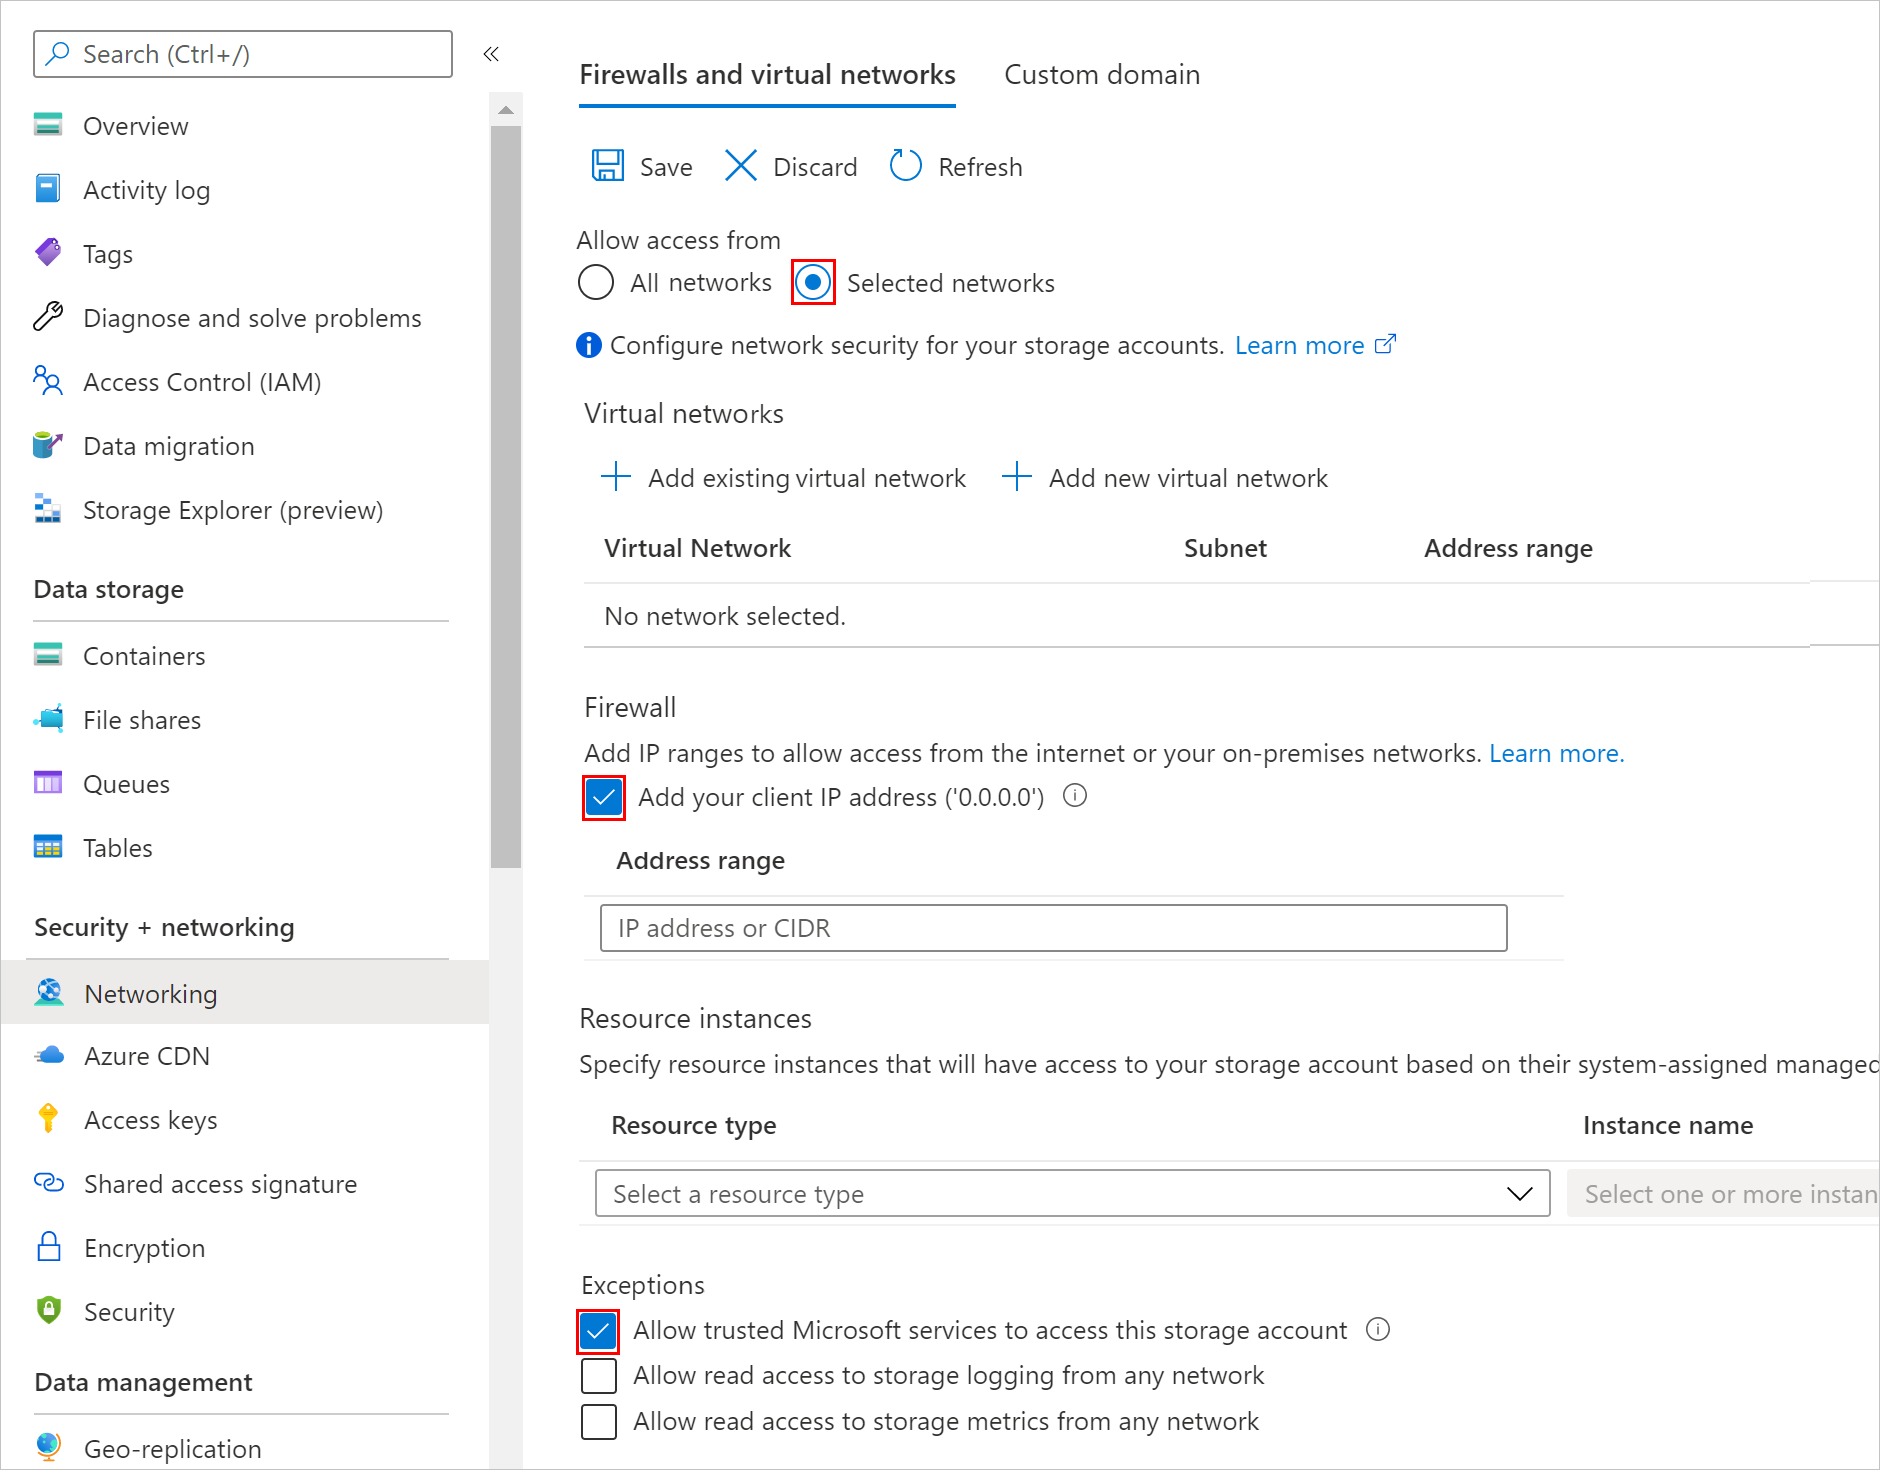 Search (Ctrl+/)
Overview
Activity log
Tags
Diagnose and solve problems
Access Control (IAM)
Data migration
Storage Explorer (preview)
Data storage
Containers
File shares
Queues
Tables
Security + networking
Networking
Azure CDN
Access keys
Shared access signature
Encryption
Security
Data management
Geo-replication
Firewalls and virtual networks Custom domain
Save Discard Refresh
Allow access from
All networks Selected networks
Configure network security for your storage accounts. Learn more
Virtual networks
Add existing virtual network Add new virtual network
Virtual Network Subnet Address range
No network selected.
Firewall
Add IP ranges to allow access from the internet or your on-premises networks. Learn more.
Add your client IP address ('0.0.0.0')
Address range
IP address or CIDR
Resource instances
Specify resource instances that will have access to your storage account based on their system-assigned managed
Resource type Instance name
Select a resource type Select one or more instan
Exceptions
Allow trusted Microsoft services to access this storage account
Allow read access to storage logging from any network
Allow read access to storage metrics from any network